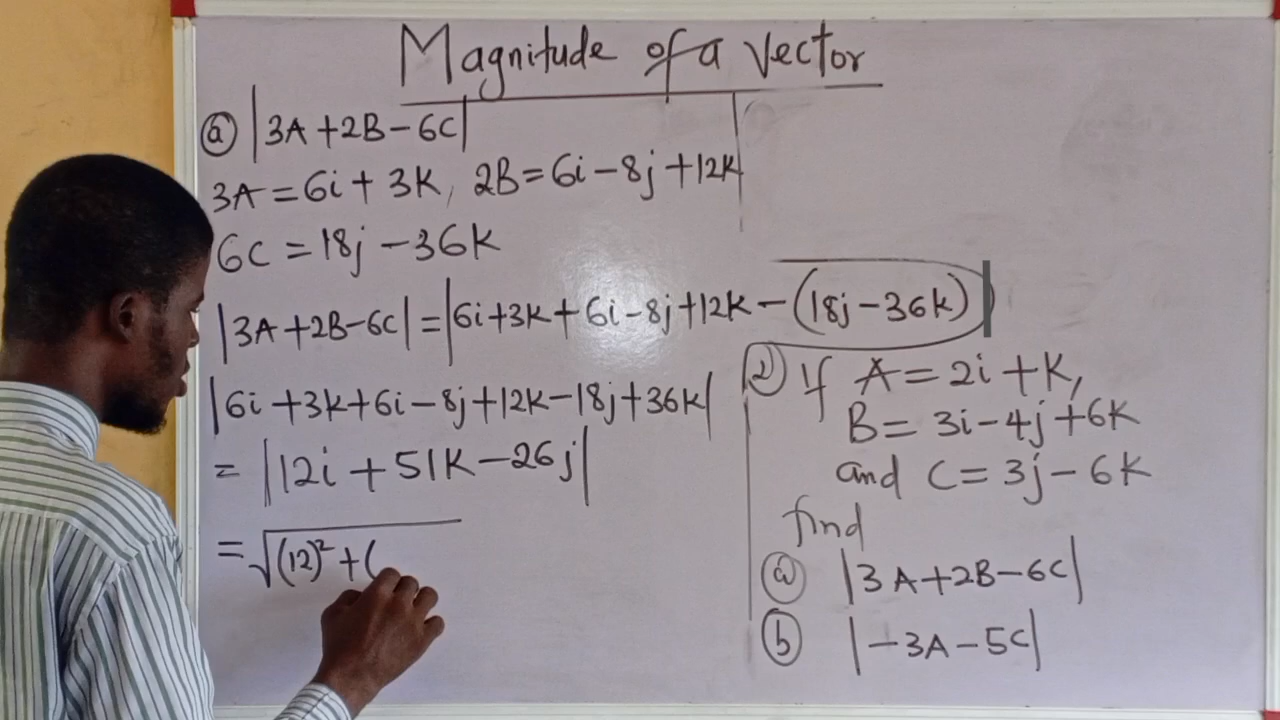 Magnitude of a Vector
ⓐ |3A+2B-6C|
3A=6i+3K, 2B=6i-8j+12K
6C=18j-36K
|3A+2B-6C|=|6i+3K+6i-8j+12K-(18j-36K)|
|6i+3K+6i-8j+12K-18j+36K|
=|12i+51K-26j|
=√(12)²+(
② If A=2i+K,
B=3i-4j+6K
and C=3j-6K
find
ⓐ |3A+2B-6C|
ⓑ |-3A-5C|